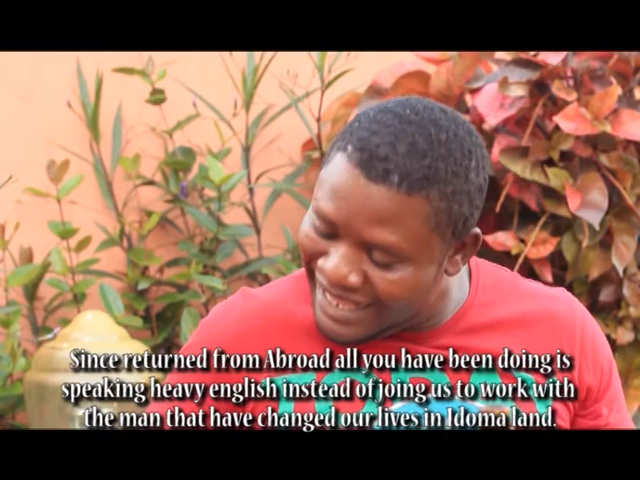 Since returned from Abroad all you have been doing is
speaking heavy english instead of joing us to work with
the man that have changed our lives in Idoma land.